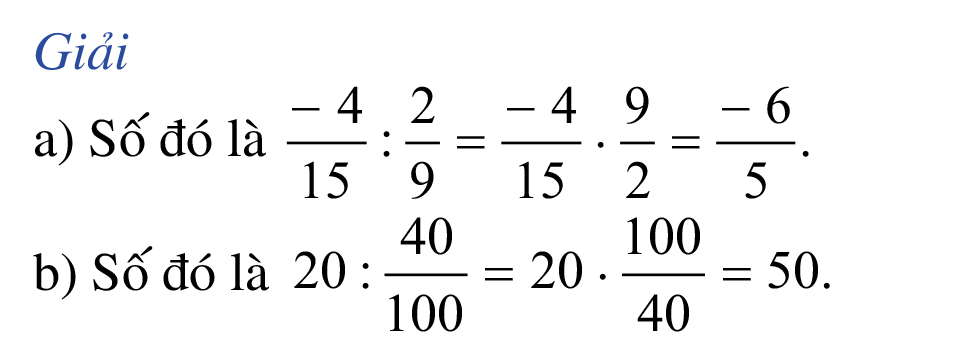 Giải
a) Số đó là \frac{-4}{15} : \frac{2}{9} = \frac{-4}{15} \cdot \frac{9}{2} = \frac{-6}{5}.
b) Số đó là 20 : \frac{40}{100} = 20 \cdot \frac{100}{40} = 50.